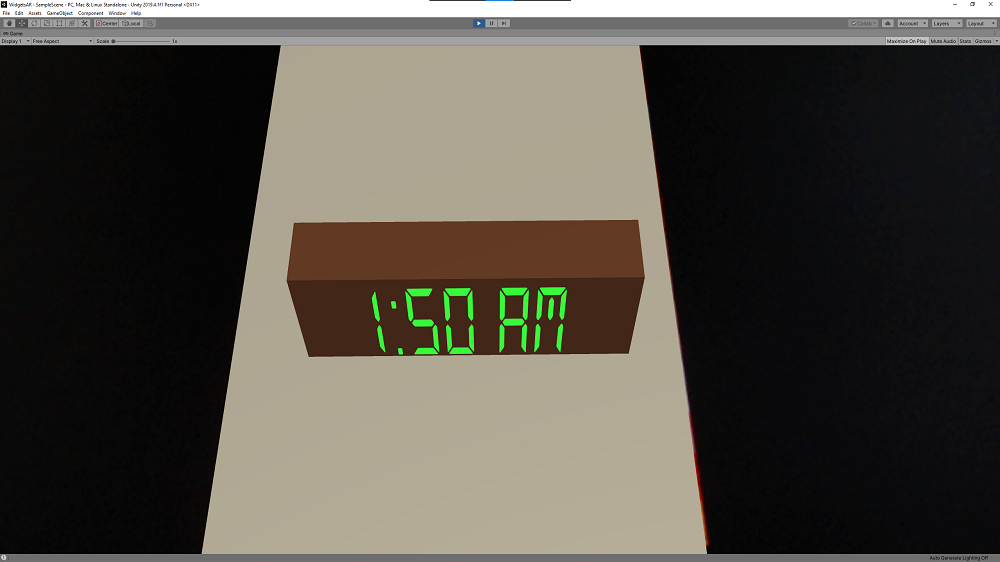 WidgetsAR - SampleScene - PC, Mac & Linux Standalone - Unity 2019.4.1f1 Personal <DX11>
File Edit Assets GameObject Component Window Help
Center Local Collab Account Layers Layout
Game
Display 1 Free Aspect Scale 1x Maximize On Play Mute Audio Stats Gizmos
1:50 AM
Auto Generate Lighting Off